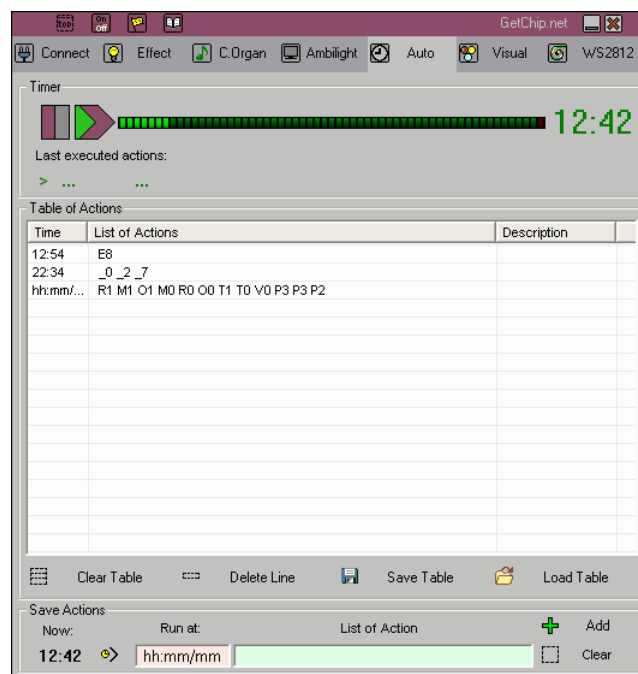 top On off GetChip.net
Connect Effect C.Organ Ambilight Auto Visual WS2812
Timer
12:42
Last executed actions:
> ... ...
Table of Actions
Time List of Actions Description
12:54 E8
22:34 _0 _2 _7
hh:mm/... R1 M1 O1 M0 R0 O0 T1 T0 V0 P3 P3 P2
Clear Table Delete Line Save Table Load Table
Save Actions
Now: Run at: List of Action Add
12:42 hh:mm/mm Clear